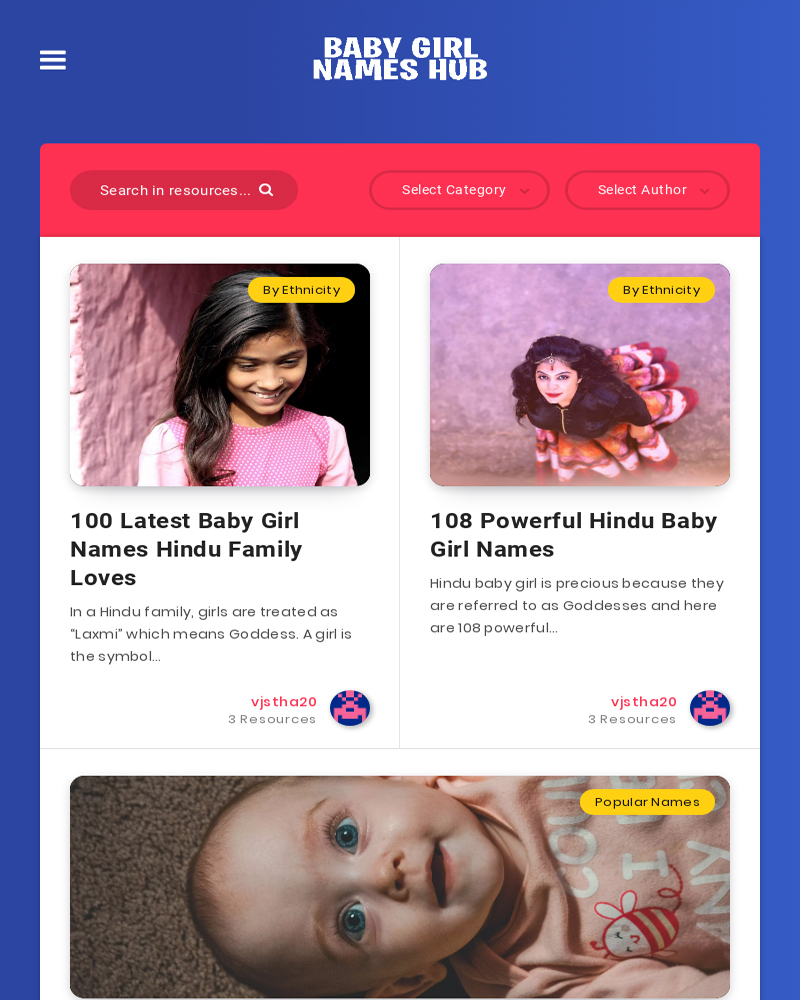 BABY GIRL
NAMES HUB
Search in resources...
Select Category
Select Author
By Ethnicity
By Ethnicity
100 Latest Baby Girl
Names Hindu Family
Loves
In a Hindu family, girls are treated as
“Laxmi” which means Goddess. A girl is
the symbol...
vjstha20
3 Resources
108 Powerful Hindu Baby
Girl Names
Hindu baby girl is precious because they
are referred to as Goddesses and here
are 108 powerful...
vjstha20
3 Resources
Popular Names